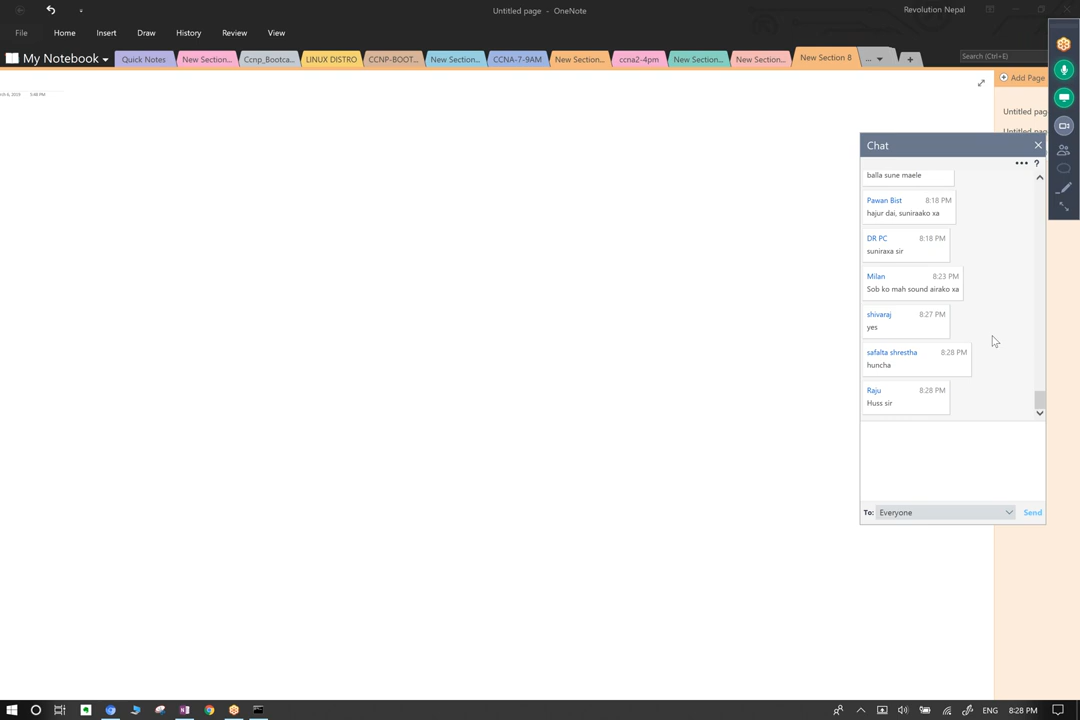 Untitled page - OneNote
Revolution Nepal
File Home Insert Draw History Review View
My Notebook
Quick Notes
New Section...
Ccnp_Bootca...
LINUX DISTRO
CCNP-BOOT...
New Section...
CCNA-7-9AM
New Section...
ccna2-4pm
New Section...
New Section...
New Section 8
...
Search (Ctrl+E)
Add Page
5:48 PM
Untitled pag
Chat
balla sune maele
Pawan Bist 8:18 PM
hajur dai, suniraako xa
DR PC 8:18 PM
suniraxa sir
Milan 8:23 PM
Sob ko mah sound airako xa
shivaraj 8:27 PM
yes
safalta shrestha 8:28 PM
huncha
Raju 8:28 PM
Huss sir
To: Everyone Send
ENG 8:28 PM